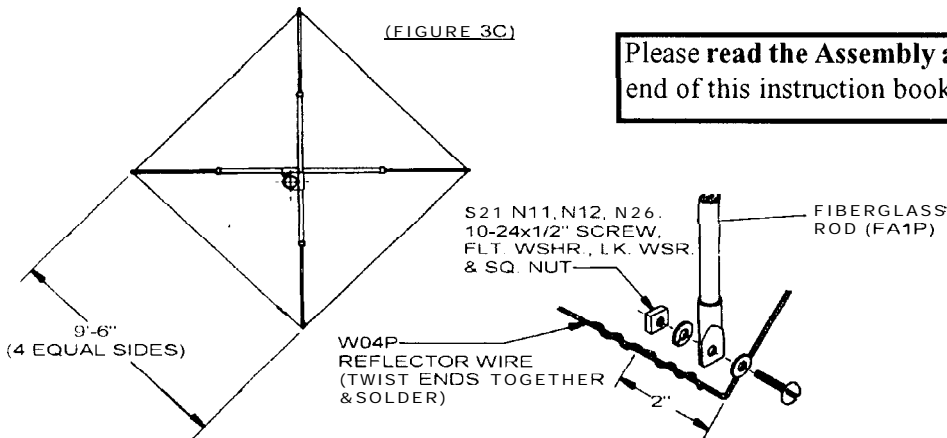 (FIGURE 3C)
Please read the Assembly a
end of this instruction book
S21 N11, N12, N26.
10-24x1/2" SCREW,
FLT. WSHR., LK. WSR.
& SQ. NUT
FIBERGLASS
ROD (FA1P)
9'-6"
(4 EQUAL SIDES)
W04P
REFLECTOR WIRE
(TWIST ENDS TOGETHER
&SOLDER)
2"